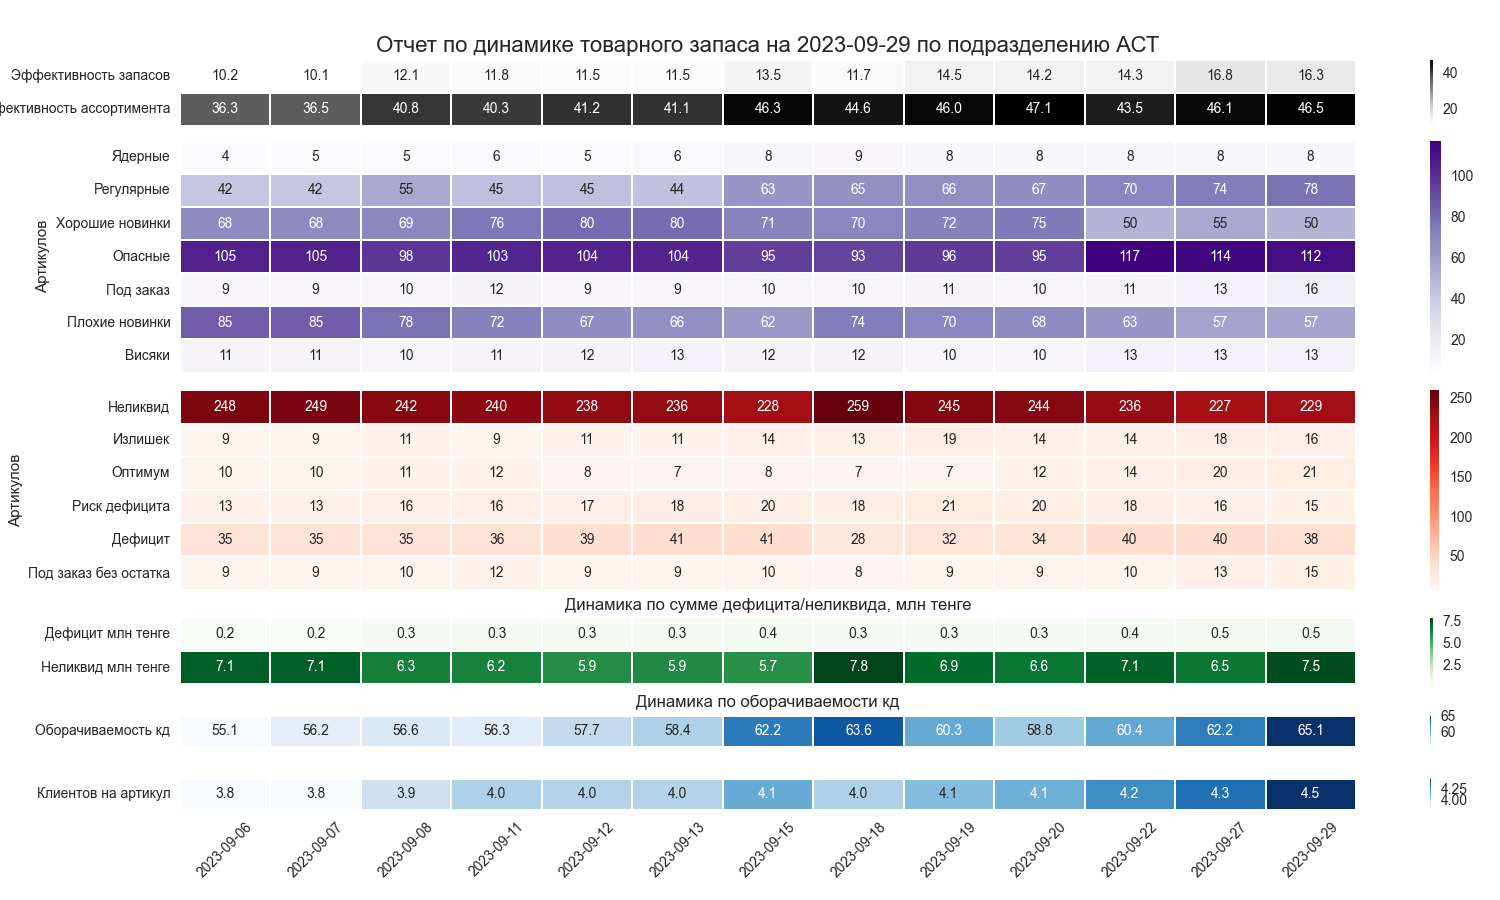 Отчет по динамике товарного запаса на 2023-09-29 по подразделению АСТ
Эффективность запасов 10.2 10.1 12.1 11.8 11.5 11.5 13.5 11.7 14.5 14.2 14.3 16.8 16.3
фективность ассортимента 36.3 36.5 40.8 40.3 41.2 41.1 46.3 44.6 46.0 47.1 43.5 46.1 46.5
40
20
Артикулов
Ядерные 4 5 5 6 5 6 8 9 8 8 8 8 8
Регулярные 42 42 55 45 45 44 63 65 66 67 70 74 78
Хорошие новинки 68 68 69 76 80 80 71 70 72 75 50 55 50
Опасные 105 105 98 103 104 104 95 93 96 95 117 114 112
Под заказ 9 9 10 12 9 9 10 10 11 10 11 13 16
Плохие новинки 85 85 78 72 67 66 62 74 70 68 63 57 57
Висяки 11 11 10 11 12 13 12 12 10 10 13 13 13
100
80
60
40
20
Артикулов
Неликвид 248 249 242 240 238 236 228 259 245 244 236 227 229
Излишек 9 9 11 9 11 11 14 13 19 14 14 18 16
Оптимум 10 10 11 12 8 7 8 7 7 12 14 20 21
Риск дефицита 13 13 16 16 17 18 20 18 21 20 18 16 15
Дефицит 35 35 35 36 39 41 41 28 32 34 40 40 38
Под заказ без остатка 9 9 10 12 9 9 10 8 9 9 10 13 15
250
200
150
100
50
Динамика по сумме дефицита/неликвида, млн тенге
Дефицит млн тенге 0.2 0.2 0.3 0.3 0.3 0.3 0.4 0.3 0.3 0.3 0.4 0.5 0.5
Неликвид млн тенге 7.1 7.1 6.3 6.2 5.9 5.9 5.7 7.8 6.9 6.6 7.1 6.5 7.5
7.5
5.0
2.5
Динамика по оборачиваемости кд
Оборачиваемость кд 55.1 56.2 56.6 56.3 57.7 58.4 62.2 63.6 60.3 58.8 60.4 62.2 65.1
65
60
Клиентов на артикул 3.8 3.8 3.9 4.0 4.0 4.0 4.1 4.0 4.1 4.1 4.2 4.3 4.5
4.25
4.00
2023-09-06 2023-09-07 2023-09-08 2023-09-11 2023-09-12 2023-09-13 2023-09-15 2023-09-18 2023-09-19 2023-09-20 2023-09-22 2023-09-27 2023-09-29